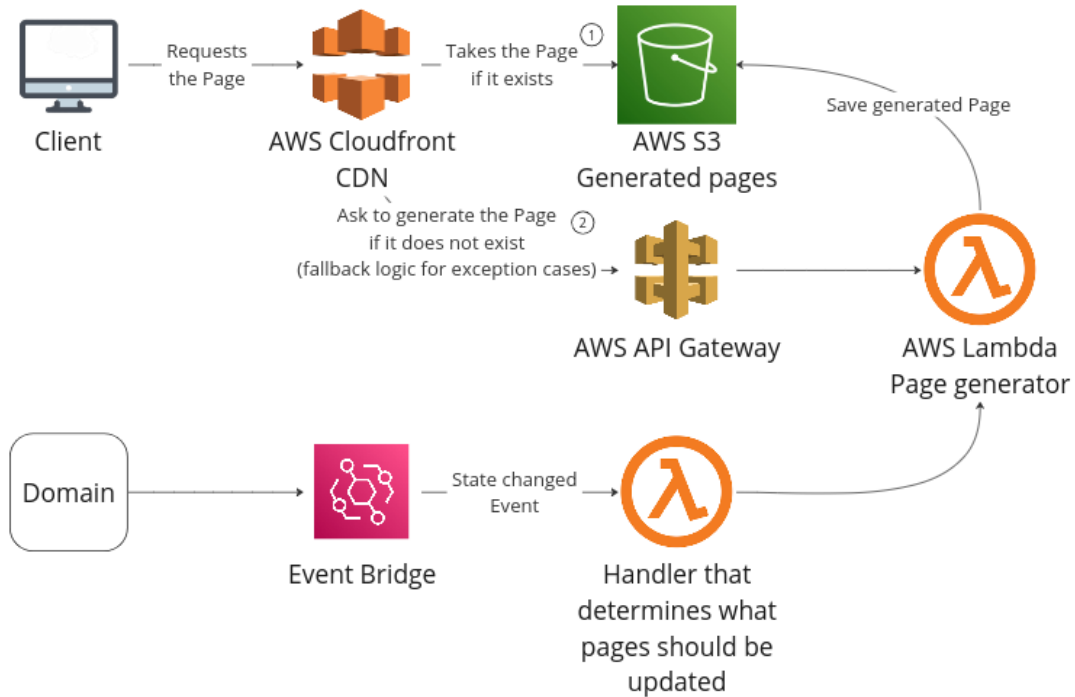 Requests
the Page
Takes the Page
if it exists
1
Save generated Page
Client
AWS Cloudfront
CDN
AWS S3
Generated pages
Ask to generate the Page
if it does not exist
(fallback logic for exception cases)
2
AWS API Gateway
AWS Lambda
Page generator
Domain
State changed
Event
Event Bridge
Handler that
determines what
pages should be
updated